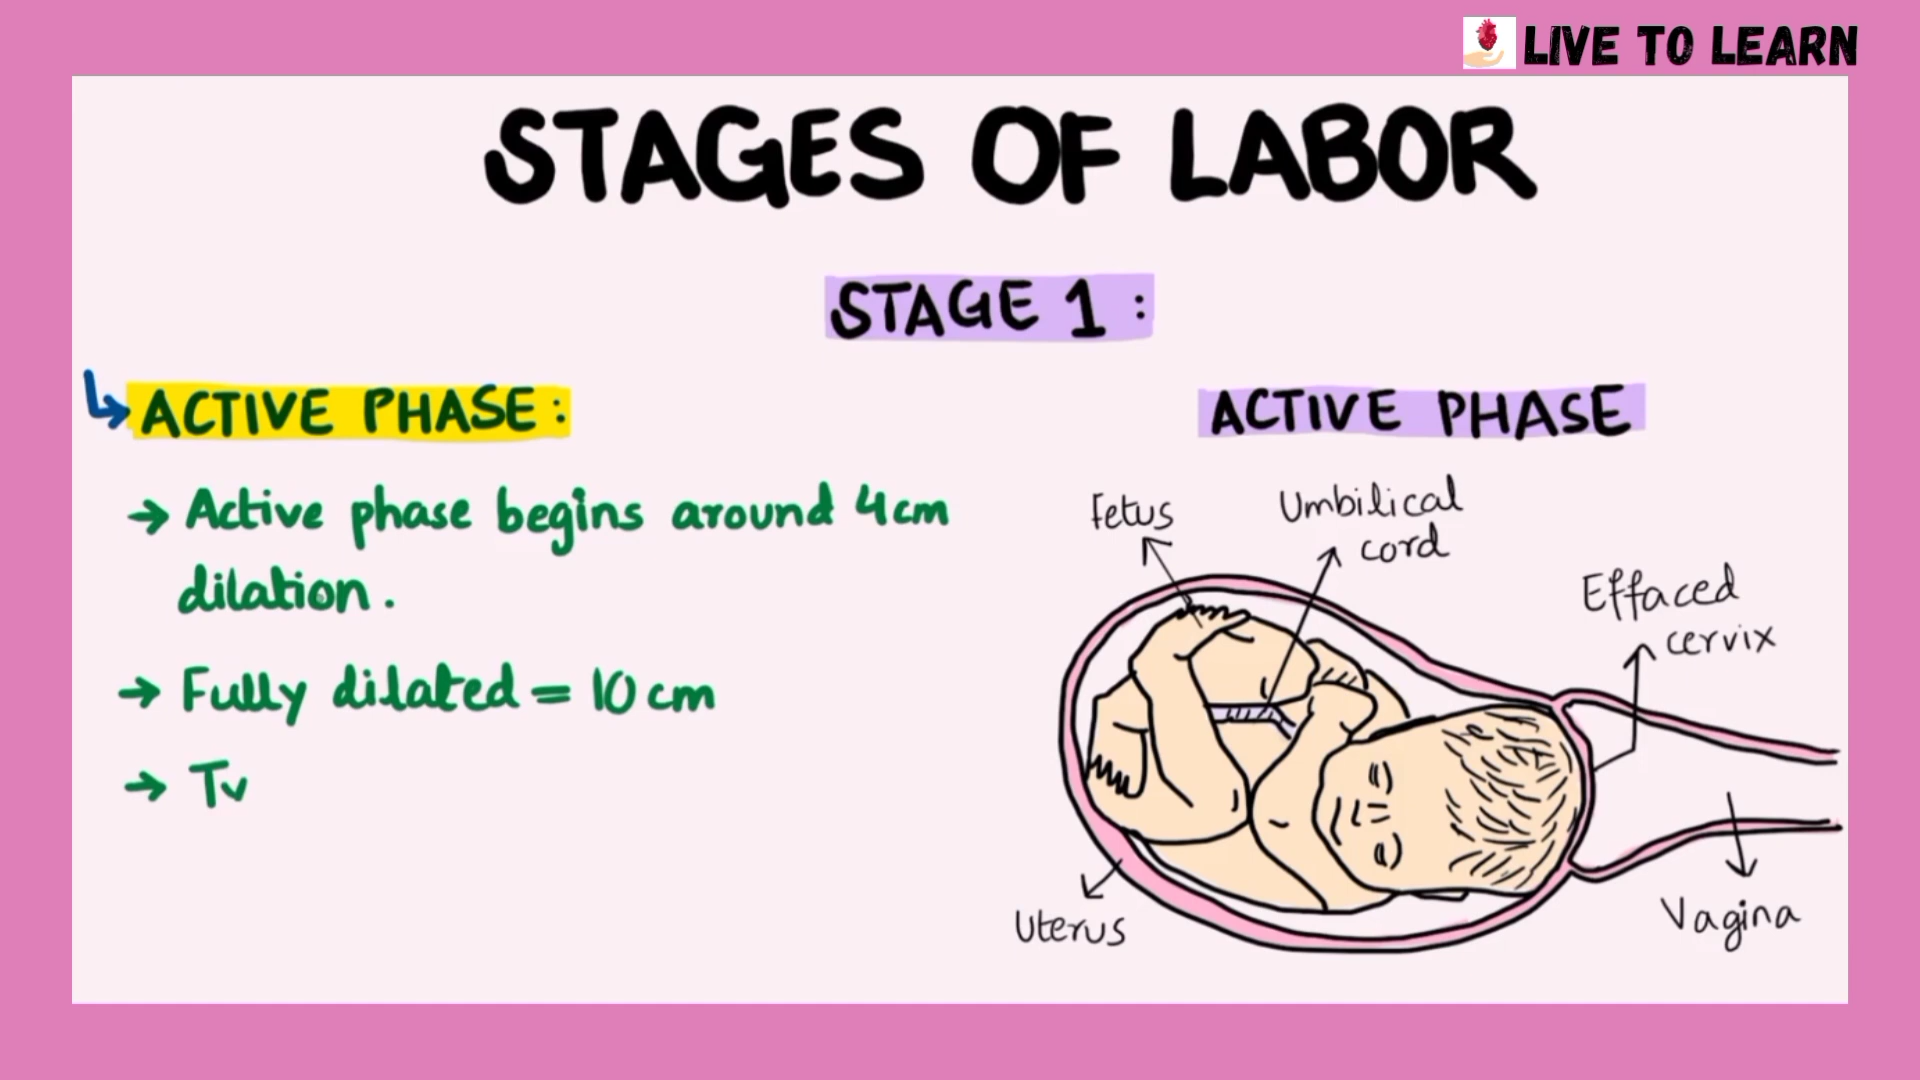 LIVE TO LEARN
STAGES OF LABOR
STAGE 1 :
ACTIVE PHASE :
→ Active phase begins around 4cm
dilation.
→ Fully dilated = 10 cm
→ Tv
ACTIVE PHASE
Fetus
Umbilical
cord
Effaced
cervix
Uterus
Vagina